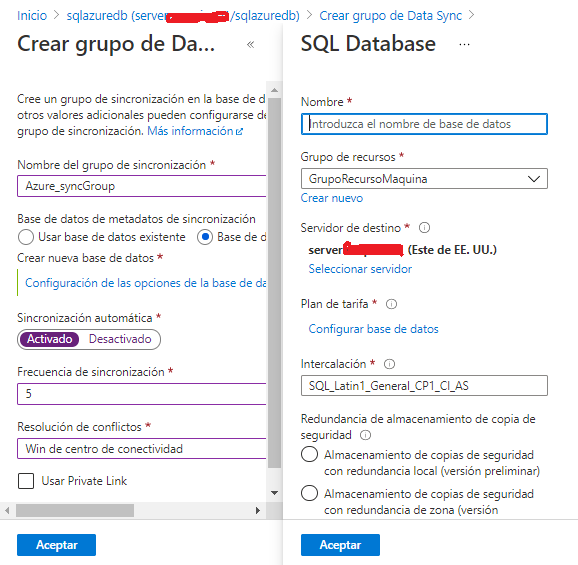 Inicio > sqlazuredb (server /sqlazuredb) > Crear grupo de Data Sync >
Crear grupo de Da... «
Cree un grupo de sincronización en la base de d
otros valores adicionales pueden configurarse de
grupo de sincronización. Más información
Nombre del grupo de sincronización *
Azure_syncGroup
Base de datos de metadatos de sincronización
Usar base de datos existente
Base de d
Crear nueva base de datos *
Configuración de las opciones de la base de da
Sincronización automática *
Activado Desactivado
Frecuencia de sincronización *
5
Resolución de conflictos *
Win de centro de conectividad
Usar Private Link
Aceptar
SQL Database ...
Nombre *
Introduzca el nombre de base de datos
Grupo de recursos *
GrupoRecursoMaquina
Crear nuevo
Servidor de destino *
server (Este de EE. UU.)
Seleccionar servidor
Plan de tarifa *
Configurar base de datos
Intercalación *
SQL_Latin1_General_CP1_CI_AS
Redundancia de almacenamiento de copia de
seguridad
Almacenamiento de copias de seguridad
con redundancia local (versión preliminar)
Almacenamiento de copias de seguridad
con redundancia de zona (versión
Aceptar